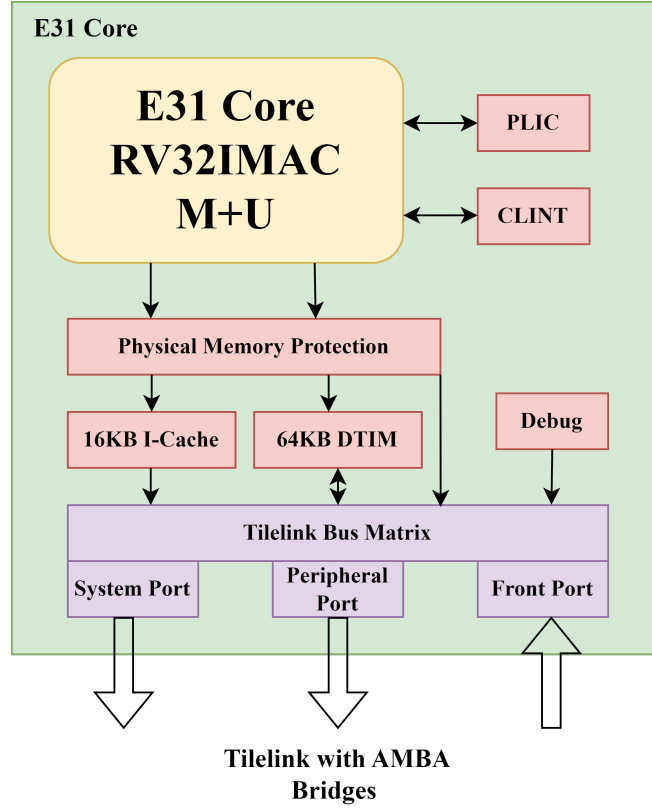 E31 Core
E31 Core
RV32IMAC
M+U
PLIC
CLINT
Physical Memory Protection
16KB I-Cache
64KB DTIM
Debug
Tilelink Bus Matrix
System Port
Peripheral
Port
Front Port
Tilelink with AMBA
Bridges